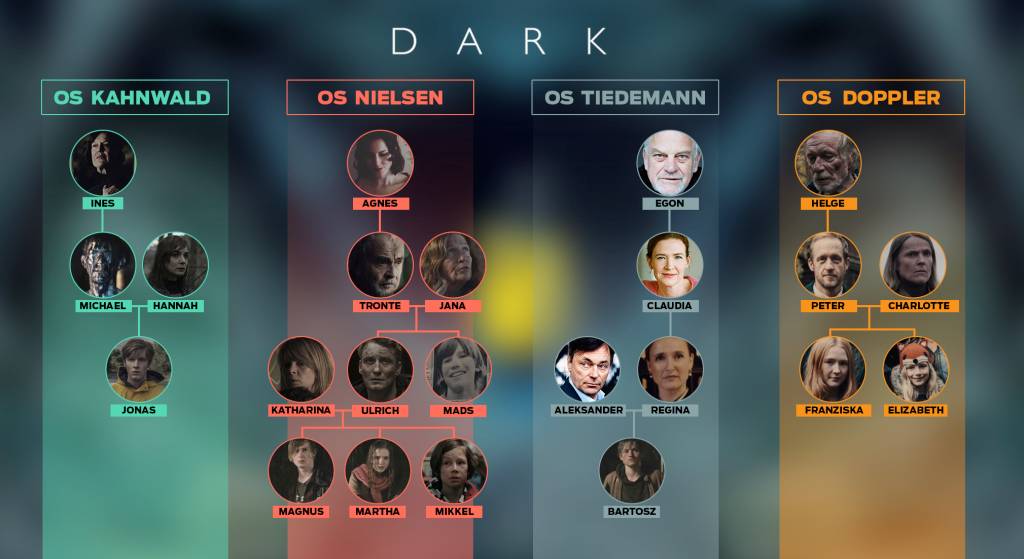 DARK
OS KAHNWALD
INES
MICHAEL
HANNAH
JONAS
OS NIELSEN
AGNES
TRONTE
JANA
KATHARINA
ULRICH
MADS
MAGNUS
MARTHA
MIKKEL
OS TIEDEMANN
EGON
CLAUDIA
ALEKSANDER
REGINA
BARTOSZ
OS DOPPLER
HELGE
PETER
CHARLOTTE
FRANZISKA
ELIZABETH